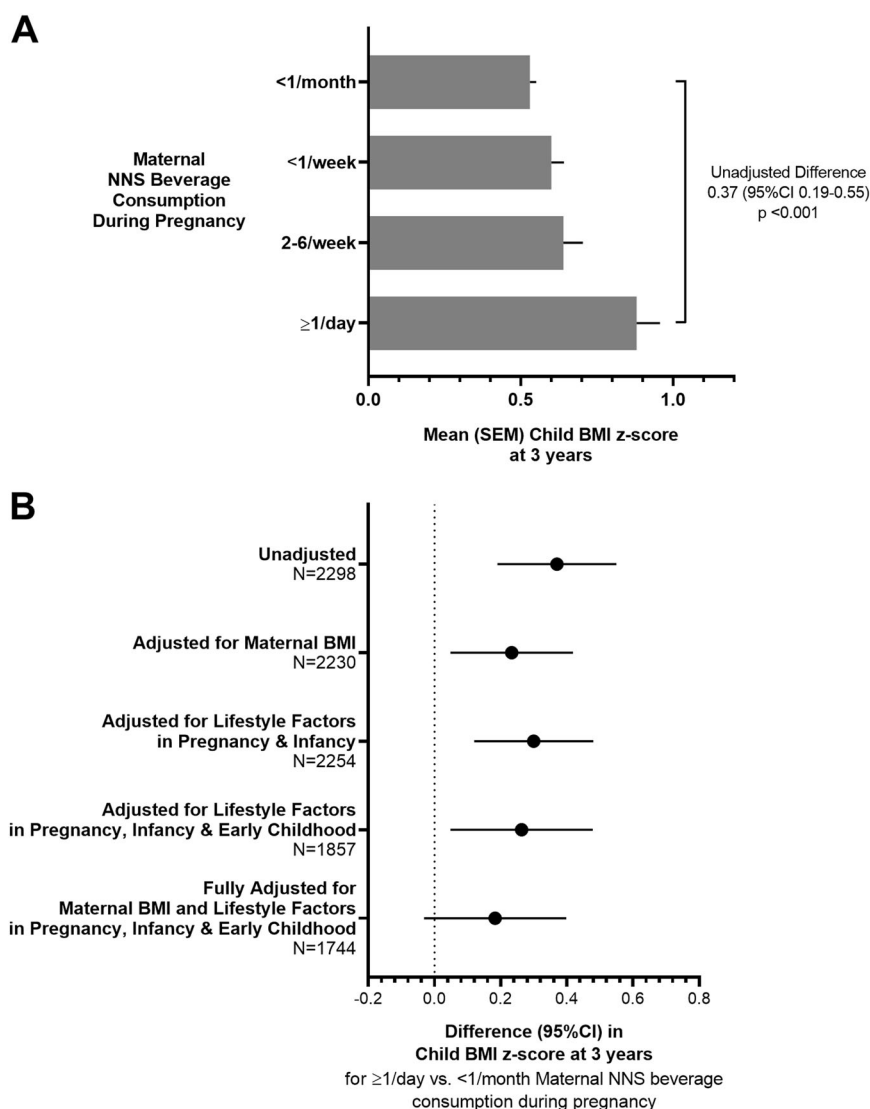 A
Maternal
NNS Beverage
Consumption
During Pregnancy
<1/month
<1/week
2-6/week
≥1/day
Unadjusted Difference
0.37 (95%CI 0.19-0.55)
p <0.001
0.0 0.5 1.0
Mean (SEM) Child BMI z-score
at 3 years
B
Unadjusted
N=2298
Adjusted for Maternal BMI
N=2230
Adjusted for Lifestyle Factors
in Pregnancy & Infancy
N=2254
Adjusted for Lifestyle Factors
in Pregnancy, Infancy & Early Childhood
N=1857
Fully Adjusted for
Maternal BMI and Lifestyle Factors
in Pregnancy, Infancy & Early Childhood
N=1744
-0.2 0.0 0.2 0.4 0.6 0.8
Difference (95%CI) in
Child BMI z-score at 3 years
for ≥1/day vs. <1/month Maternal NNS beverage
consumption during pregnancy